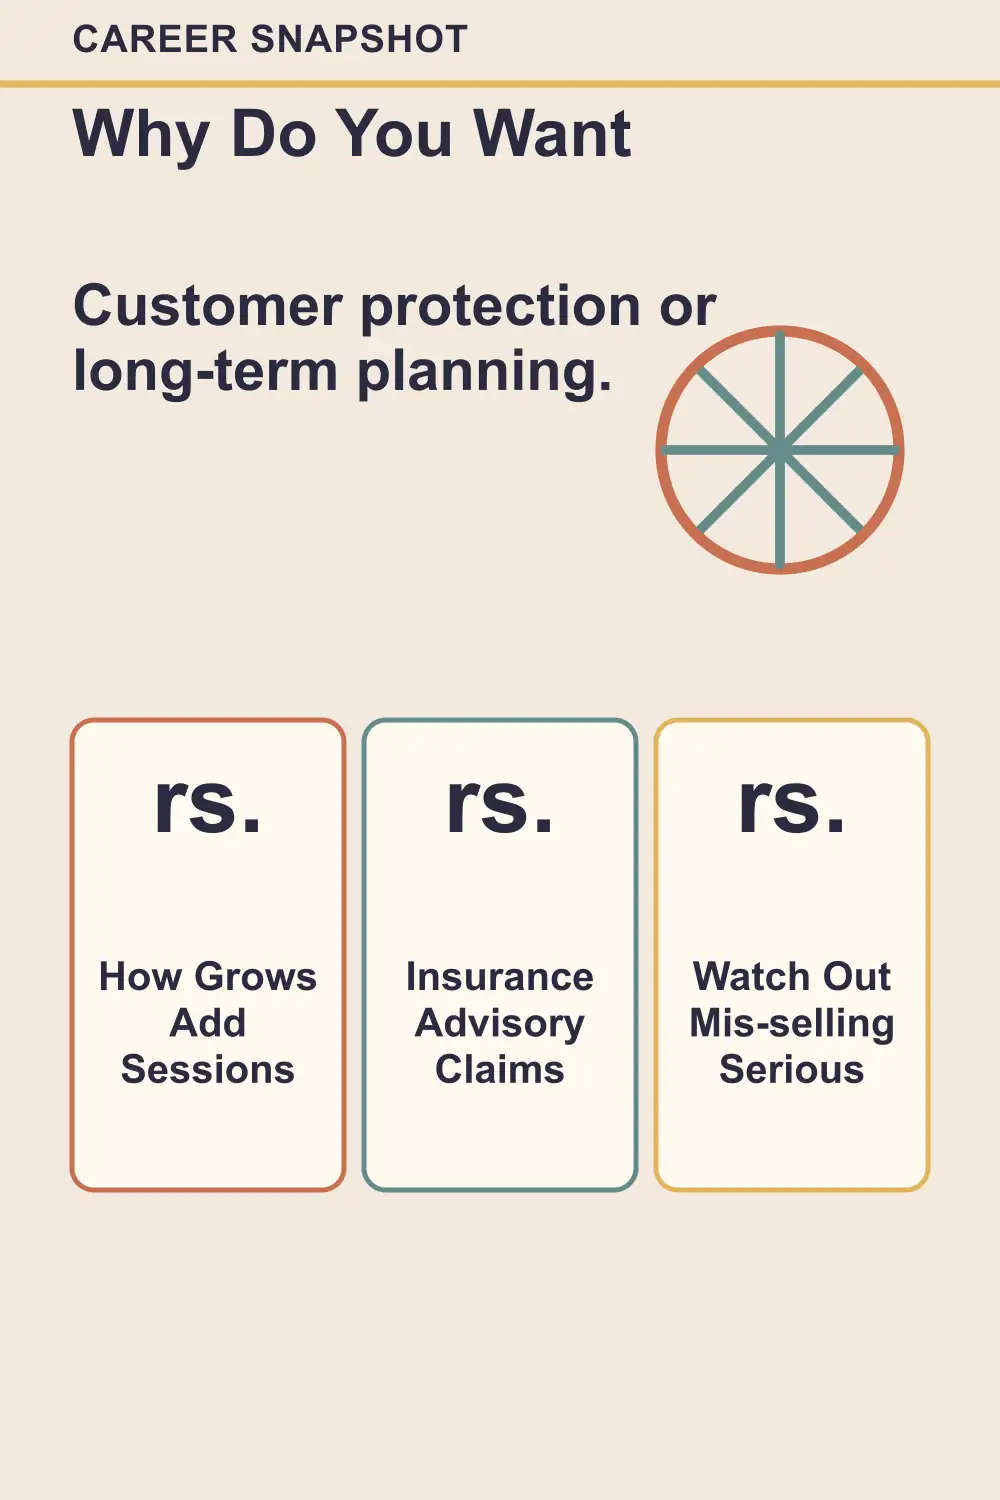 CAREER SNAPSHOT
Why Do You Want
Customer protection or
long-term planning.
rs.
How Grows
Add
Sessions
rs.
Insurance
Advisory
Claims
rs.
Watch Out
Mis-selling
Serious